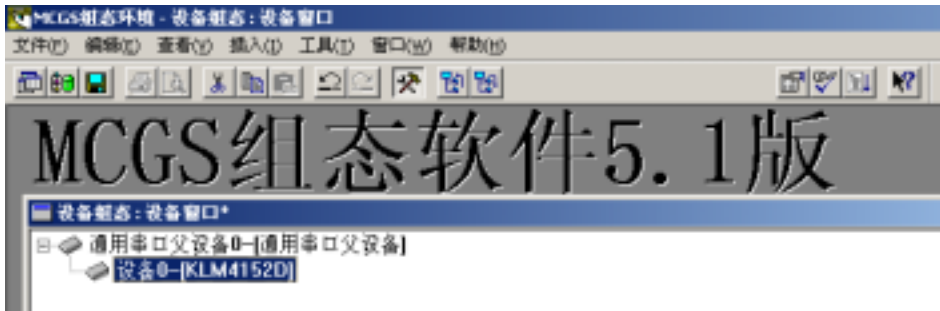 MCGS组态环境 - 设备组态：设备窗口
文件(F) 编辑(E) 查看(V) 插入(I) 工具(T) 窗口(W) 帮助(H)
MCGS组态软件5.1版
设备组态：设备窗口*
通用串口父设备0-[通用串口父设备]
设备0-[KLM4152D]